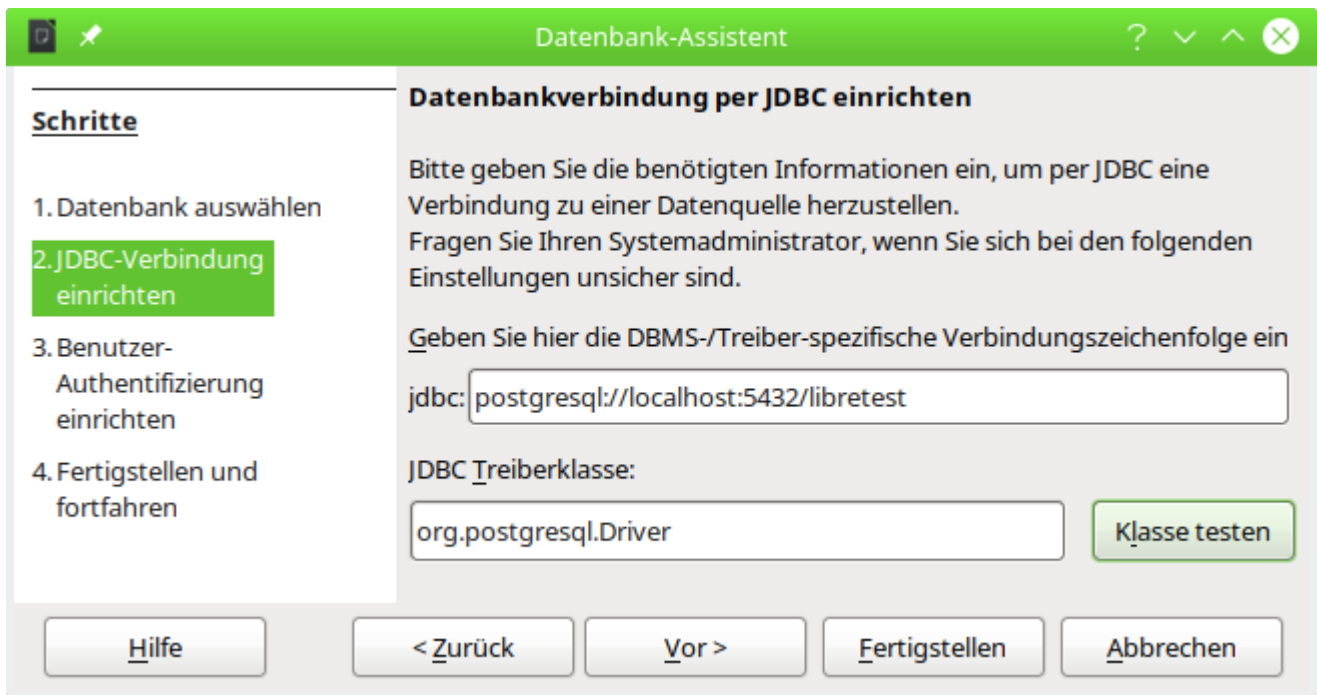 Datenbank-Assistent
Schritte
1. Datenbank auswählen
2. JDBC-Verbindung
einrichten
3. Benutzer-
Authentifizierung
einrichten
4. Fertigstellen und
fortfahren
Datenbankverbindung per JDBC einrichten
Bitte geben Sie die benötigten Informationen ein, um per JDBC eine
Verbindung zu einer Datenquelle herzustellen.
Fragen Sie Ihren Systemadministrator, wenn Sie sich bei den folgenden
Einstellungen unsicher sind.
Geben Sie hier die DBMS-/Treiber-spezifische Verbindungszeichenfolge ein
jdbc: postgresql://localhost:5432/libretest
JDBC Treiberklasse:
org.postgresql.Driver Klasse testen
Hilfe < Zurück Vor > Fertigstellen Abbrechen